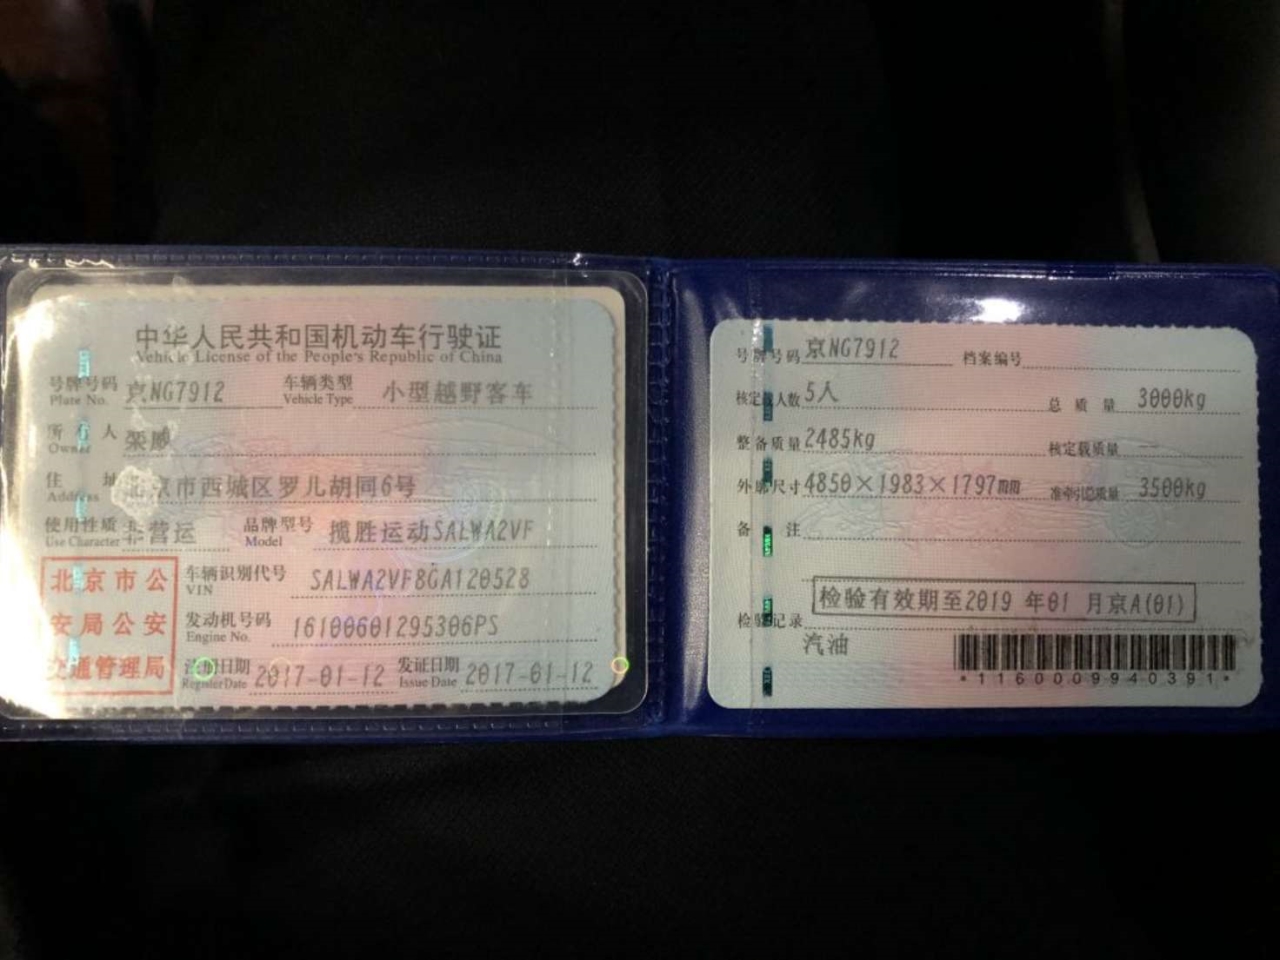 中华人民共和国机动车行驶证
Vehicle License of the People's Republic of China
号牌号码 京NG7912 车辆类型 小型越野客车
Plate No. Vehicle Type
所有人
Owner
住 址 北京市西城区罗儿胡同6号
Address
使用性质 非营运 品牌型号 揽胜运动SALWA2VF
Use Character Model
北京市公
安局公安
交通管理局
车辆识别代号 SALWA2VF8GA120528
VIN
发动机号码 16100601295306PS
Engine No.
注册日期 2017-01-12 发证日期 2017-01-12
Register Date Issue Date
号牌号码 京NG7912 档案编号
核定载人数 5人 总质量 3000kg
整备质量 2485kg 核定载质量 --
外廓尺寸 4850×1983×1797mm 准牵引总质量 3500kg
备 注
检验有效期至2019 年01 月京A(01)
检验记录
汽油
*1160009940391*